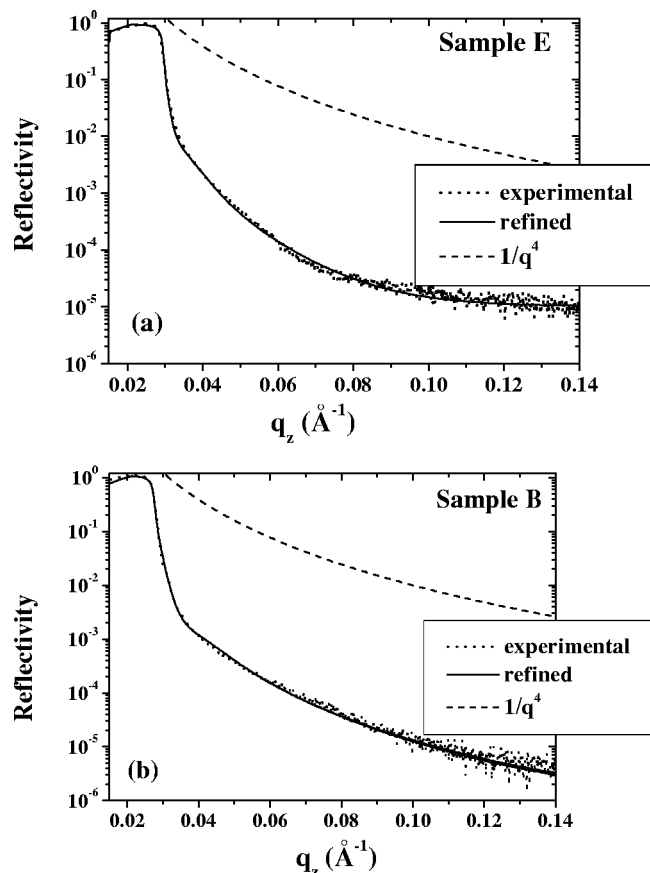 Sample E
Reflectivity
10⁰
10⁻¹
10⁻²
10⁻³
10⁻⁴
10⁻⁵
10⁻⁶
experimental
refined
1/q⁴
(a)
0.02 0.04 0.06 0.08 0.10 0.12 0.14
q_z (Å⁻¹)
Sample B
Reflectivity
10⁰
10⁻¹
10⁻²
10⁻³
10⁻⁴
10⁻⁵
10⁻⁶
experimental
refined
1/q⁴
(b)
0.02 0.04 0.06 0.08 0.10 0.12 0.14
q_z (Å⁻¹)